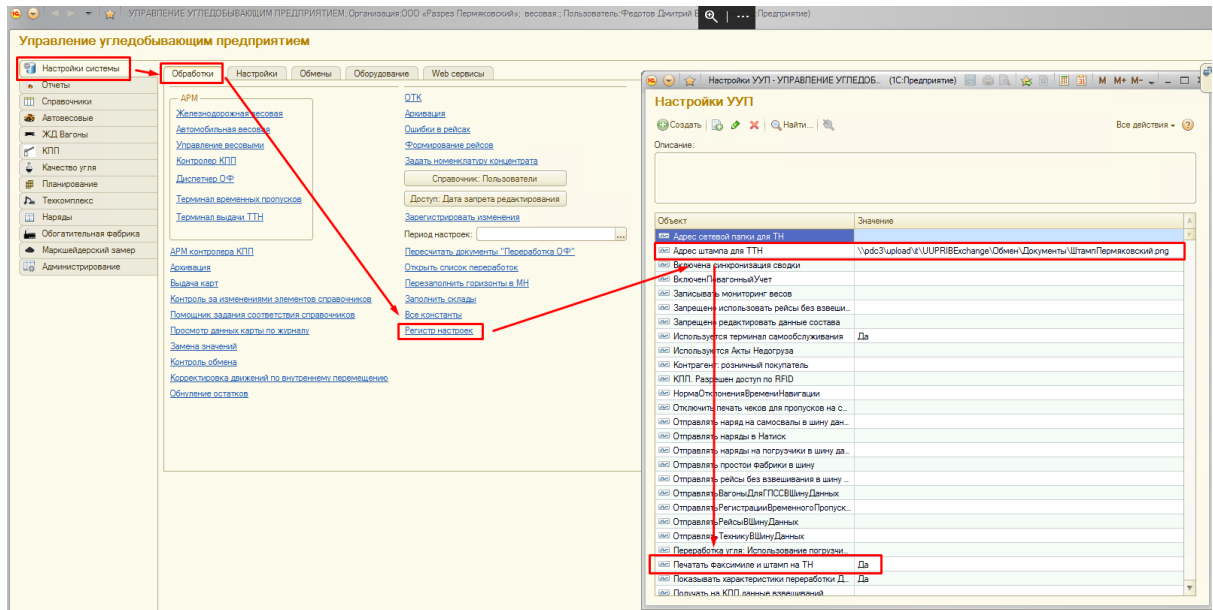 УПРАВЛЕНИЕ УГЛЕДОБЫВАЮЩИМ ПРЕДПРИЯТИЕМ; Организация:ООО «Разрез Пермяковский»; весовая:; Пользователь:Федотов Дмитрий
:Предприятие)
Управление угледобывающим предприятием
Настройки системы
Отчеты
Справочники
Автовесовые
ЖД Вагоны
КПП
Качество угля
Планирование
Техкомплекс
Наряды
Обогатительная фабрика
Маркшейдерский замер
Администрирование
Обработки
Настройки
Обмены
Оборудование
Web сервисы
АРМ
Железнодорожная весовая
Автомобильная весовая
Управление весовыми
Контролер КПП
Диспетчер ОФ
Терминал временных пропусков
Терминал выдачи ТТН
АРМ контролера КПП
Архивация
Выдача карт
Контроль за изменениями элементов справочников
Помощник задания соответствия справочников
Просмотр данных карты по журналу
Замена значений
Контроль обмена
Корректировка движений по внутреннему перемещению
Обнуление остатков
ОТК
Архивация
Ошибки в рейсах
Формирование рейсов
Задать номенклатуру концентрата
Справочник: Пользователи
Доступ: Дата запрета редактирования
Зарегистрировать изменения
Период настроек:
...
Пересчитать документы "Переработка ОФ"
Открыть список переработок
Перезаполнить горизонты в МН
Заполнить склады
Все константы
Регистр настроек
Настройки УУП - УПРАВЛЕНИЕ УГЛЕДОБ... (1С:Предприятие)
M M+ M-
Настройки УУП
Создать
Найти...
Все действия
Описание:
Объект Значение
Адрес сетевой папки для ТН
Адрес штампа для ТТН \\pdc3\upload\it\UUPRIBExchange\Обмен\Документы\ШтампПермяковский.png
Включена синхронизация сводки
ВключенПовагонныйУчет
Записывать мониторинг весов
Запрещено использовать рейсы без взвеши...
Запрещено редактировать данные состава
Используется терминал самообслуживания Да
Используются Акты Недогруза
Контрагент: розничный покупатель
КПП. Разрешен доступ по RFID
НормаОтклоненияВремениНавигации
Отключить печать чеков для пропусков на с...
Отправлять наряд на самосвалы в шину дан...
Отправлять наряды в Натиск
Отправлять наряды на погрузчики в шину да...
Отправлять простои фабрики в шину
Отправлять рейсы без взвешивания в шину ...
ОтправлятьВагоныДляГПССВШинуДанных
ОтправлятьРегистрацииВременногоПропуск...
ОтправлятьРейсыВШинуДанных
ОтправлятьТехникуВШинуДанных
Переработка угля: Использование погрузчи...
Печатать факсимиле и штамп на ТН Да
Показывать характеристики переработки Д... Да
Получать на КПП данные взвешиваний